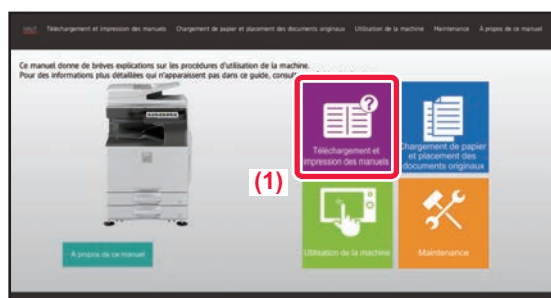 HAUT Téléchargement et impression des manuels Chargement de papier et placement des documents originaux Utilisation de la machine Maintenance À propos de ce manuel
Ce manuel donne de brèves explications sur les procédures d'utilisation de la machine.
Pour des informations plus détaillées qui n'apparaissent pas dans ce guide,
?
Téléchargement et
impression des manuels
Chargement de papier
et placement des
documents originaux
(1)
Utilisation de la machine
Maintenance
À propos de ce manuel